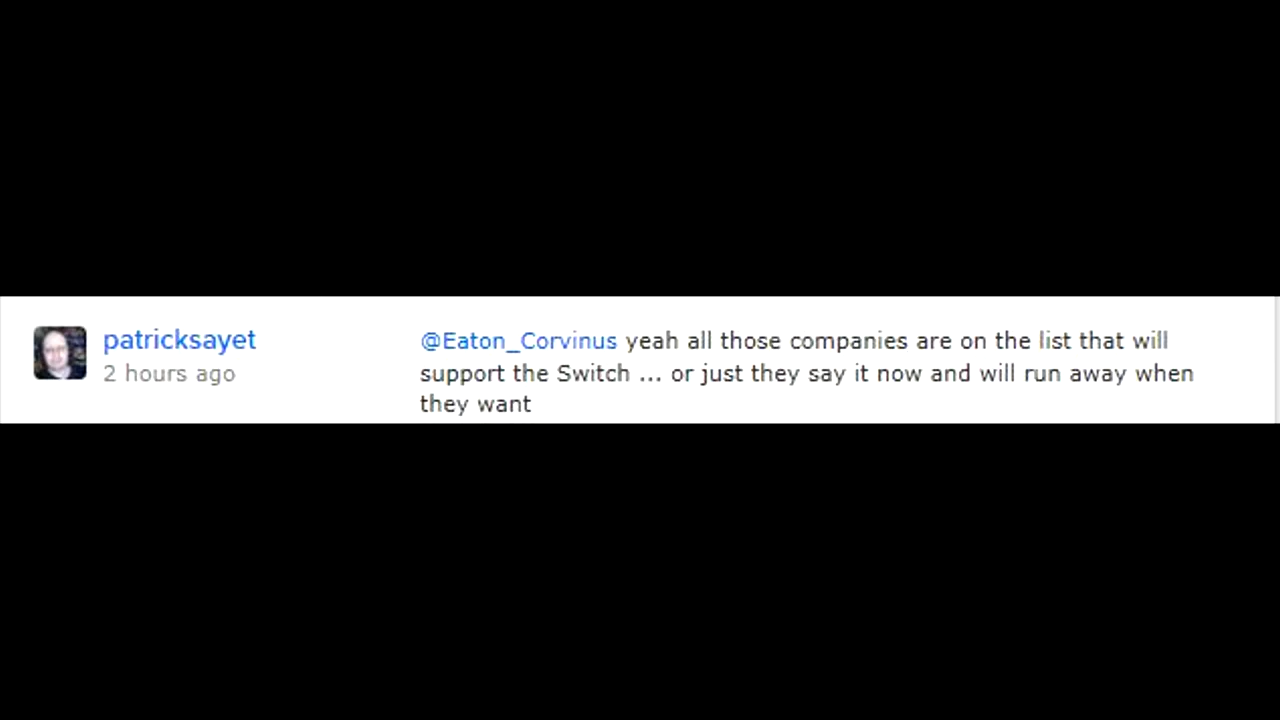 patricksayet
2 hours ago
@Eaton_Corvinus yeah all those companies are on the list that will
support the Switch ... or just they say it now and will run away when
they want